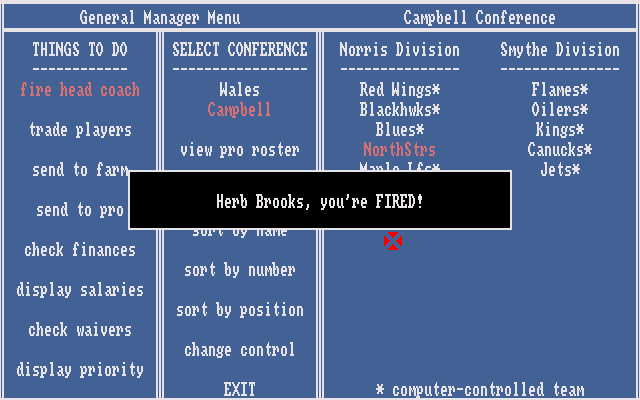 General Manager Menu
Campbell Conference
THINGS TO DO
fire head coach
trade players
send to farm
send to pro
check finances
display salaries
check waivers
display priority
SELECT CONFERENCE
Wales
Campbell
view pro roster
sort by name
sort by number
sort by position
change control
EXIT
Norris Division
Red Wings*
Blackhwks*
Blues*
NorthStrs
Maple Lfs*
Smythe Division
Flames*
Oilers*
Kings*
Canucks*
Jets*
Herb Brooks, you're FIRED!
* computer-controlled team